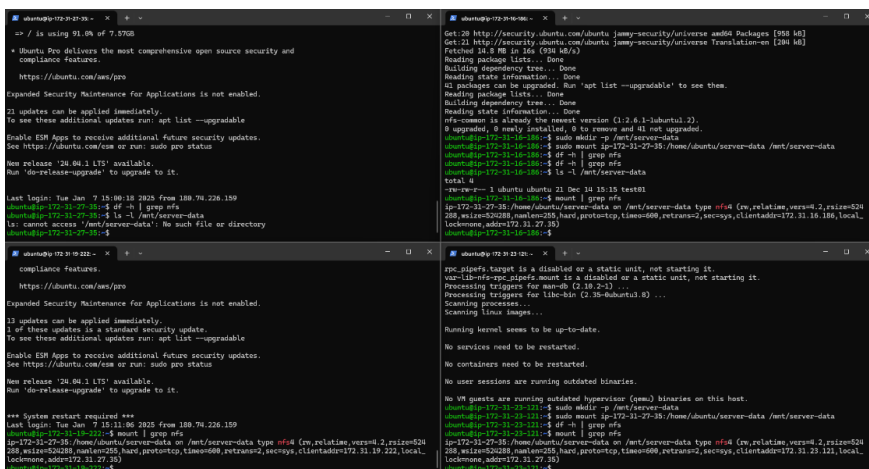 ubuntu@ip-172-31-27-35: ~
=> / is using 91.0% of 7.57GB
* Ubuntu Pro delivers the most comprehensive open source security and
compliance features.
https://ubuntu.com/aws/pro
Expanded Security Maintenance for Applications is not enabled.
21 updates can be applied immediately.
To see these additional updates run: apt list --upgradable
Enable ESM Apps to receive additional future security updates.
See https://ubuntu.com/esm or run: sudo pro status
New release '24.04.1 LTS' available.
Run 'do-release-upgrade' to upgrade to it.
Last login: Tue Jan 7 15:00:18 2025 from 180.74.226.159
ubuntu@ip-172-31-27-35:~$ df -h | grep nfs
ubuntu@ip-172-31-27-35:~$ ls -l /mnt/server-data
ls: cannot access '/mnt/server-data': No such file or directory
ubuntu@ip-172-31-27-35:~$
ubuntu@ip-172-31-16-186: ~
Get:20 http://security.ubuntu.com/ubuntu jammy-security/universe amd64 Packages [958 kB]
Get:21 http://security.ubuntu.com/ubuntu jammy-security/universe Translation-en [204 kB]
Fetched 14.8 MB in 16s (934 kB/s)
Reading package lists... Done
Building dependency tree... Done
Reading state information... Done
41 packages can be upgraded. Run 'apt list --upgradable' to see them.
Reading package lists... Done
Building dependency tree... Done
Reading state information... Done
nfs-common is already the newest version (1:2.6.1-1ubuntu1.2).
0 upgraded, 0 newly installed, 0 to remove and 41 not upgraded.
ubuntu@ip-172-31-16-186:~$ sudo mkdir -p /mnt/server-data
ubuntu@ip-172-31-16-186:~$ sudo mount ip-172-31-27-35:/home/ubuntu/server-data /mnt/server-data
ubuntu@ip-172-31-16-186:~$ df -h | grep nfs
ubuntu@ip-172-31-16-186:~$ df -h | grep nfs
ubuntu@ip-172-31-16-186:~$ ls -l /mnt/server-data
total 4
-rw-rw-r-- 1 ubuntu ubuntu 21 Dec 14 15:15 test01
ubuntu@ip-172-31-16-186:~$ mount | grep nfs
ip-172-31-27-35:/home/ubuntu/server-data on /mnt/server-data type nfs4 (rw,relatime,vers=4.2,rsize=524
288,wsize=524288,namlen=255,hard,proto=tcp,timeo=600,retrans=2,sec=sys,clientaddr=172.31.16.186,local_
lock=none,addr=172.31.27.35)
ubuntu@ip-172-31-16-186:~$
ubuntu@ip-172-31-19-222: ~
compliance features.
https://ubuntu.com/aws/pro
Expanded Security Maintenance for Applications is not enabled.
13 updates can be applied immediately.
1 of these updates is a standard security update.
To see these additional updates run: apt list --upgradable
Enable ESM Apps to receive additional future security updates.
See https://ubuntu.com/esm or run: sudo pro status
New release '24.04.1 LTS' available.
Run 'do-release-upgrade' to upgrade to it.
*** System restart required ***
Last login: Tue Jan 7 15:11:06 2025 from 180.74.226.159
ubuntu@ip-172-31-19-222:~$ mount | grep nfs
ip-172-31-27-35:/home/ubuntu/server-data on /mnt/server-data type nfs4 (rw,relatime,vers=4.2,rsize=524
288,wsize=524288,namlen=255,hard,proto=tcp,timeo=600,retrans=2,sec=sys,clientaddr=172.31.19.222,local_
lock=none,addr=172.31.27.35)
ubuntu@ip-172-31-19-222:~$
ubuntu@ip-172-31-23-121: ~
rpc_pipefs.target is a disabled or a static unit, not starting it.
var-lib-nfs-rpc_pipefs.mount is a disabled or a static unit, not starting it.
Processing triggers for man-db (2.10.2-1) ...
Processing triggers for libc-bin (2.35-0ubuntu3.8) ...
Scanning processes...
Scanning linux images...
Running kernel seems to be up-to-date.
No services need to be restarted.
No containers need to be restarted.
No user sessions are running outdated binaries.
No VM guests are running outdated hypervisor (qemu) binaries on this host.
ubuntu@ip-172-31-23-121:~$ sudo mkdir -p /mnt/server-data
ubuntu@ip-172-31-23-121:~$ sudo mount ip-172-31-27-35:/home/ubuntu/server-data /mnt/server-data
ubuntu@ip-172-31-23-121:~$ df -h | grep nfs
ubuntu@ip-172-31-23-121:~$ mount | grep nfs
ip-172-31-27-35:/home/ubuntu/server-data on /mnt/server-data type nfs4 (rw,relatime,vers=4.2,rsize=524
288,wsize=524288,namlen=255,hard,proto=tcp,timeo=600,retrans=2,sec=sys,clientaddr=172.31.23.121,local_
lock=none,addr=172.31.27.35)
ubuntu@ip-172-31-23-121:~$